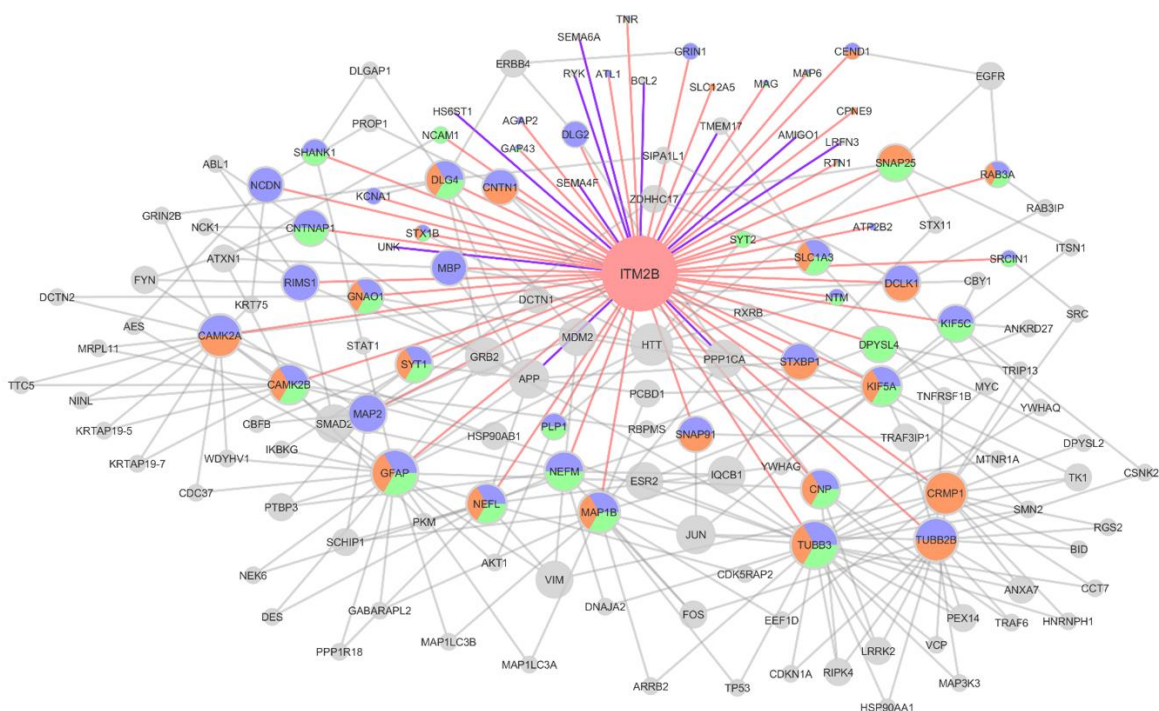 TNR
SEMA6A
GRIN1
CEND1
ERBB4
DLGAP1
RYK
ATL1
BCL2
SLC12A5
MAG
MAP6
EGFR
HS6ST1
AGAP2
DLG2
TMEM17
CPNE9
AMIGO1
PROP1
NCAM1
GAP43
LRFN3
SHANK1
SIPA1L1
RTN1
SNAP25
ABL1
NCDN
DLG4
CNTN1
SEMA4F
ZDHHC17
RAB3A
KCNA1
GRIN2B
RAB3IP
NCK1
CNTNAP1
STX1B
SYT2
ATP2B2
STX11
UNK
ITSN1
ATXN1
SLC1A3
SRCIN1
FYN
RIMS1
MBP
ITM2B
DCLK1
CBY1
DCTN2
KRT75
GNAO1
DCTN1
RXRB
NTM
SRC
AES
CAMK2A
STAT1
MDM2
HTT
PPP1CA
DPYSL4
KIF5C
ANKRD27
MRPL11
GRB2
SYT1
APP
STXBP1
TRIP13
TTC5
CAMK2B
KIF5A
MYC
NINL
PCBD1
TNFRSF1B
YWHAQ
KRTAP19-5
CBFB
SMAD2
MAP2
PLP1
RBPMS
SNAP91
TRAF3IP1
DPYSL2
HSP90AB1
KRTAP19-7
WDYHV1
IKBKG
MTNR1A
CSNK2
GFAP
NEFM
ESR2
IQCB1
YWHAG
TK1
CDC37
CNP
CRMP1
PTBP3
NEFL
MAP1B
SMN2
PKM
RGS2
SCHIP1
JUN
TUBB3
TUBB2B
BID
NEK6
AKT1
VIM
CDK5RAP2
CCT7
DES
GABARAPL2
DNAJA2
FOS
EEF1D
ANXA7
PEX14
TRAF6
HNRNPH1
PPP1R18
MAP1LC3B
MAP1LC3A
VCP
LRRK2
RIPK4
CDKN1A
MAP3K3
ARRB2
TP53
HSP90AA1